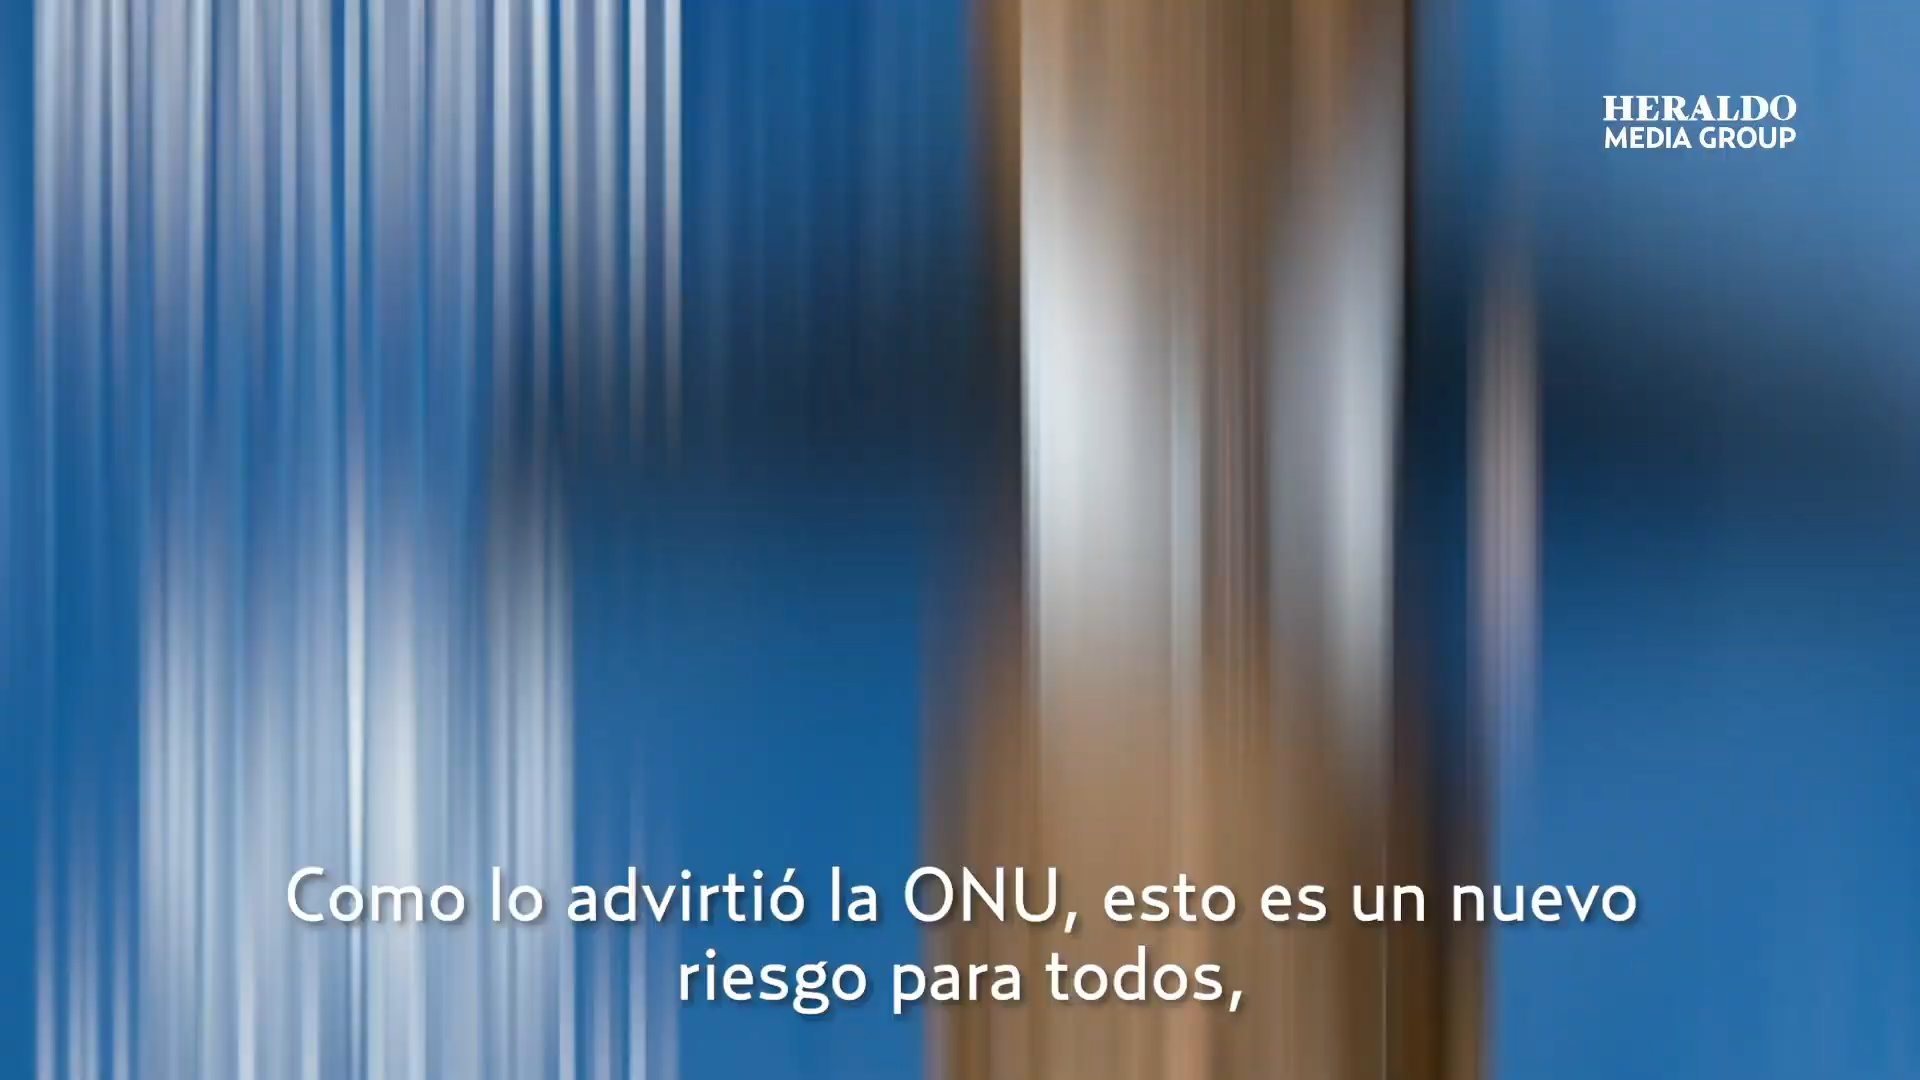 HERALDO
MEDIA GROUP
Como lo advirtió la ONU, esto es un nuevo
riesgo para todos,